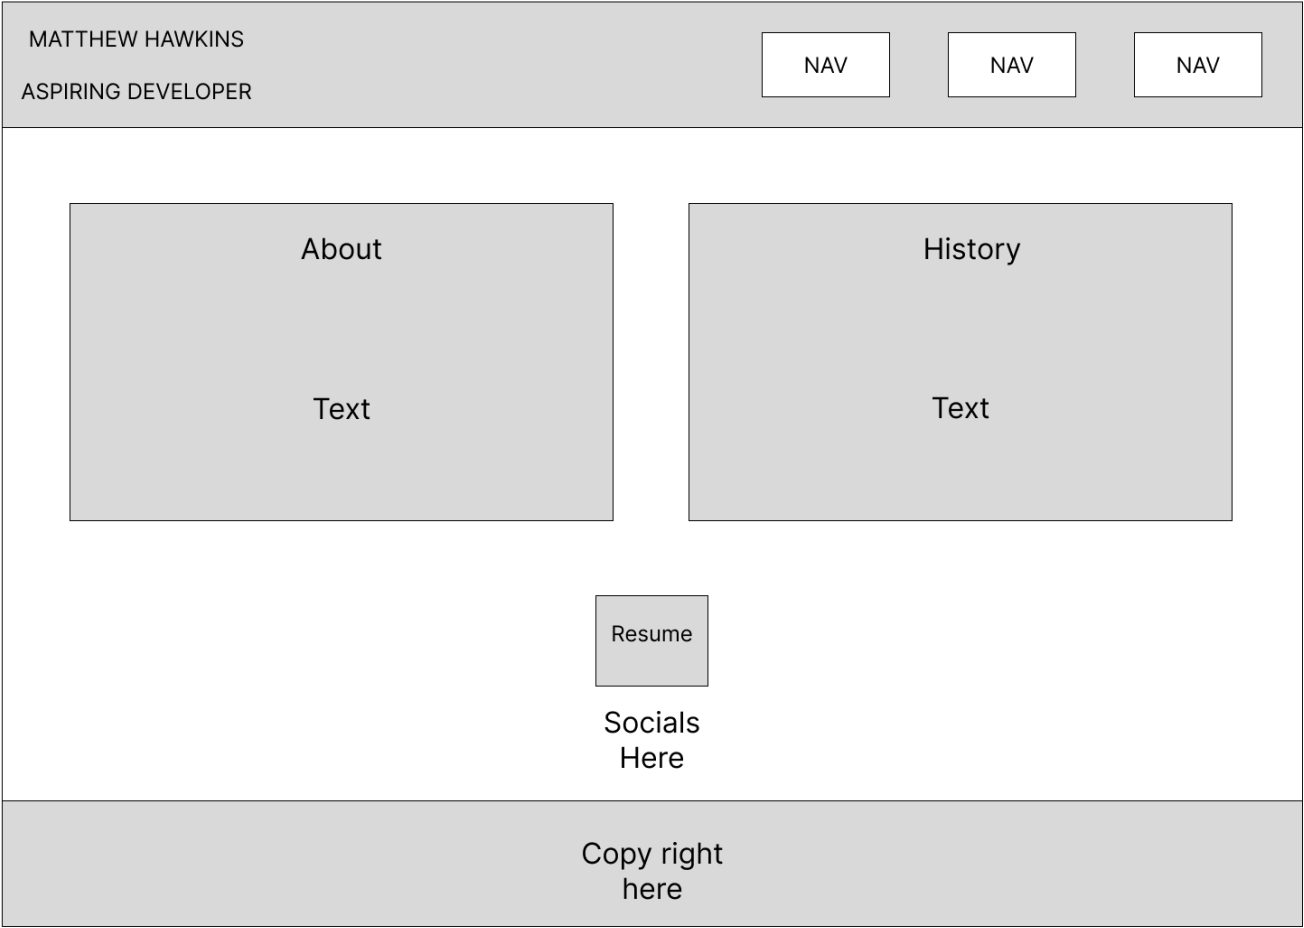 MATTHEW HAWKINS
ASPIRING DEVELOPER
NAV
NAV
NAV
About
Text
History
Text
Resume
Socials
Here
Copy right
here